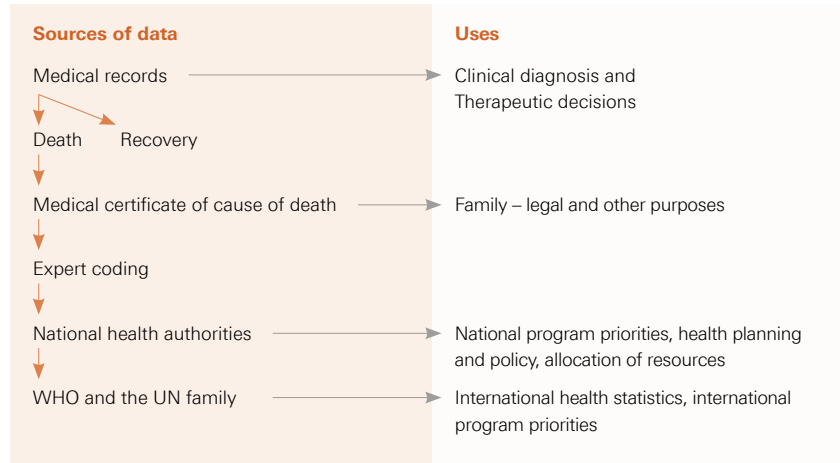 Sources of data
Uses
Medical records
Clinical diagnosis and
Therapeutic decisions
Death
Recovery
Medical certificate of cause of death
Family – legal and other purposes
Expert coding
National health authorities
National program priorities, health planning
and policy, allocation of resources
WHO and the UN family
International health statistics, international
program priorities